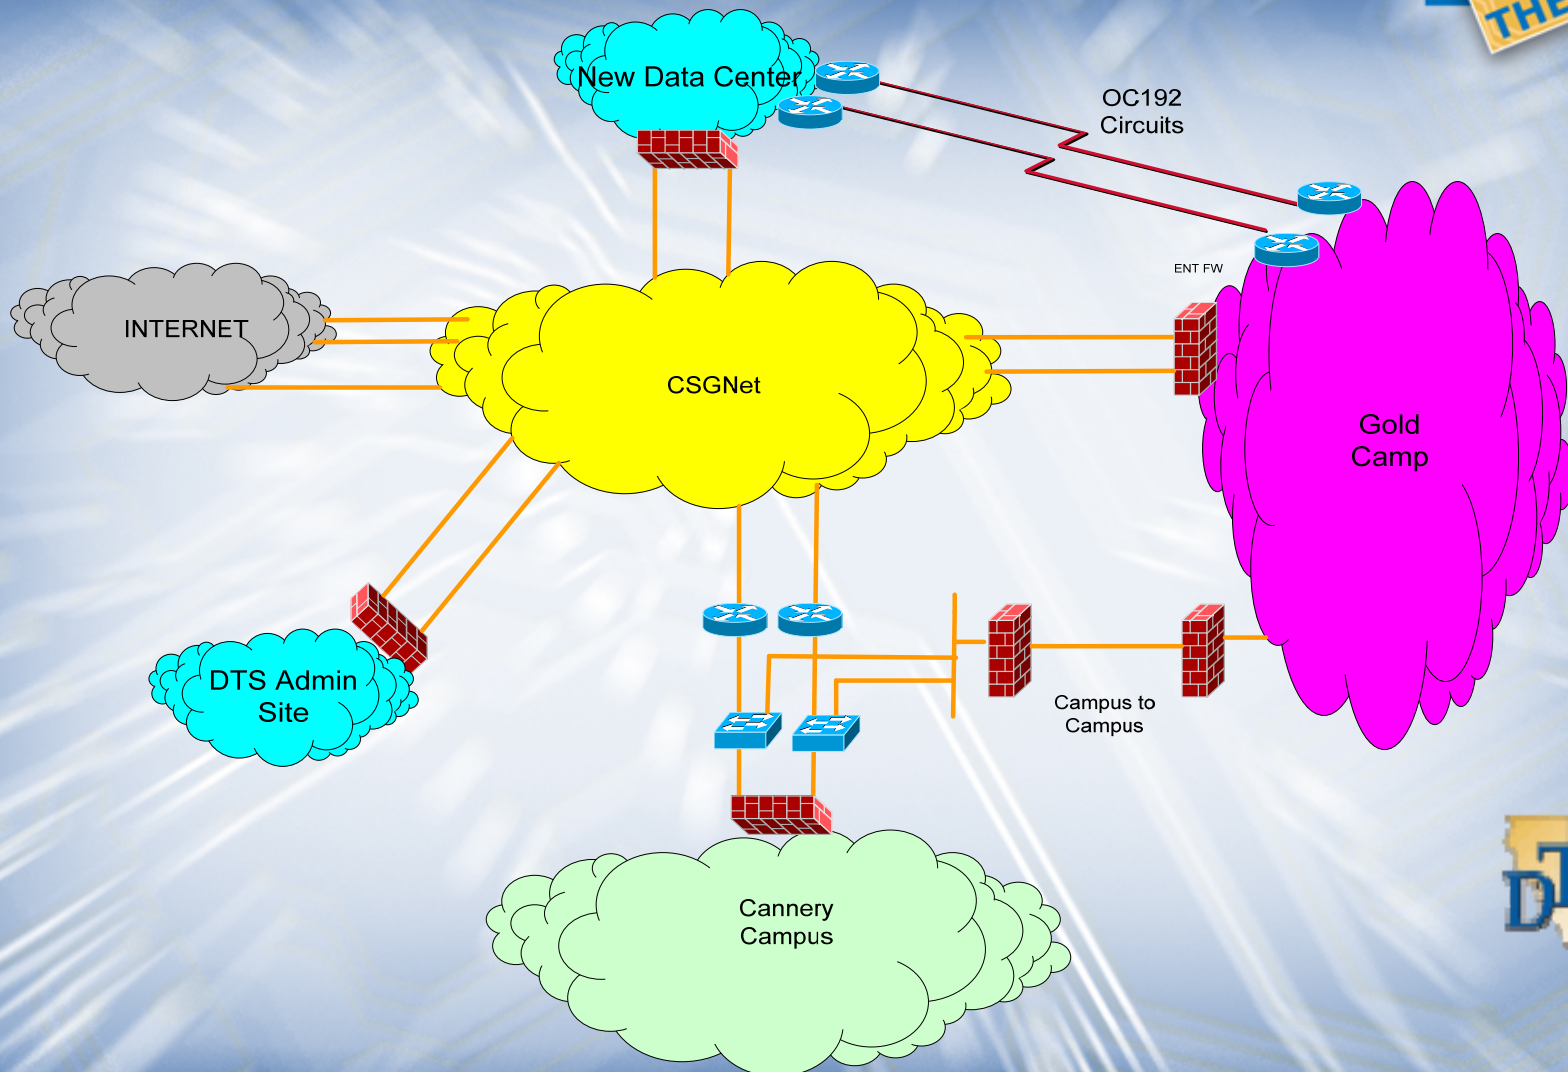 THE
New Data Center
OC192
Circuits
ENT FW
INTERNET
CSGNet
Gold
Camp
DTS Admin
Site
Campus to
Campus
Cannery
Campus